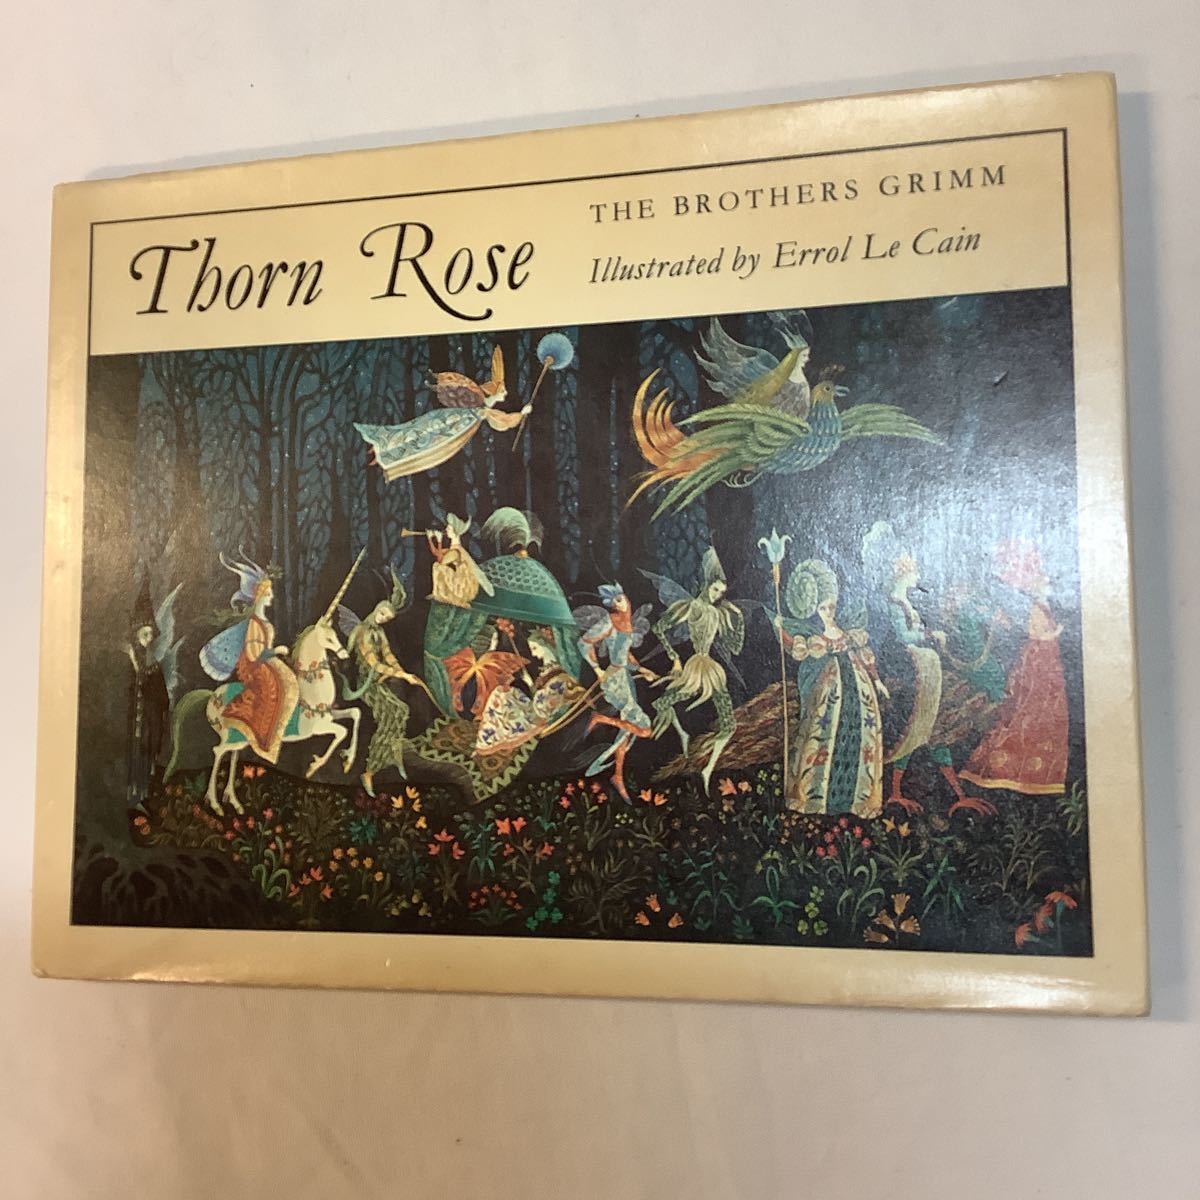 Thorn Rose
THE BROTHERS GRIMM
Illustrated by Errol Le Cain